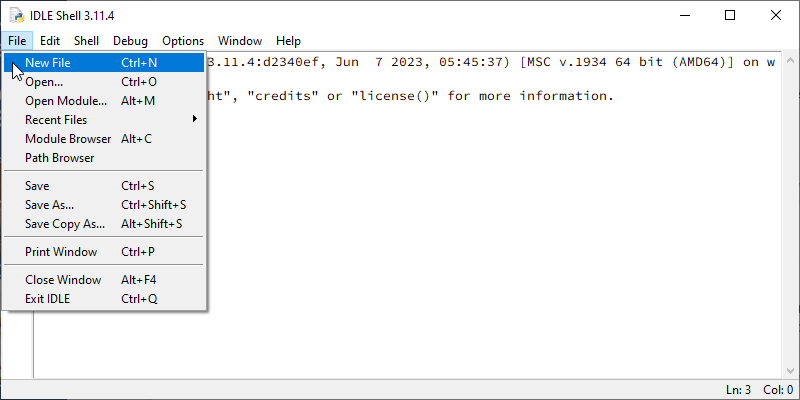 IDLE Shell 3.11.4
File Edit Shell Debug Options Window Help
New File Ctrl+N
3.11.4:d2340ef, Jun 7 2023, 05:45:37) [MSC v.1934 64 bit (AMD64)] on w
Open... Ctrl+O
ht", "credits" or "license()" for more information.
Open Module... Alt+M
Recent Files
Module Browser Alt+C
Path Browser
Save Ctrl+S
Save As... Ctrl+Shift+S
Save Copy As... Alt+Shift+S
Print Window Ctrl+P
Close Window Alt+F4
Exit IDLE Ctrl+Q
Ln: 3 Col: 0